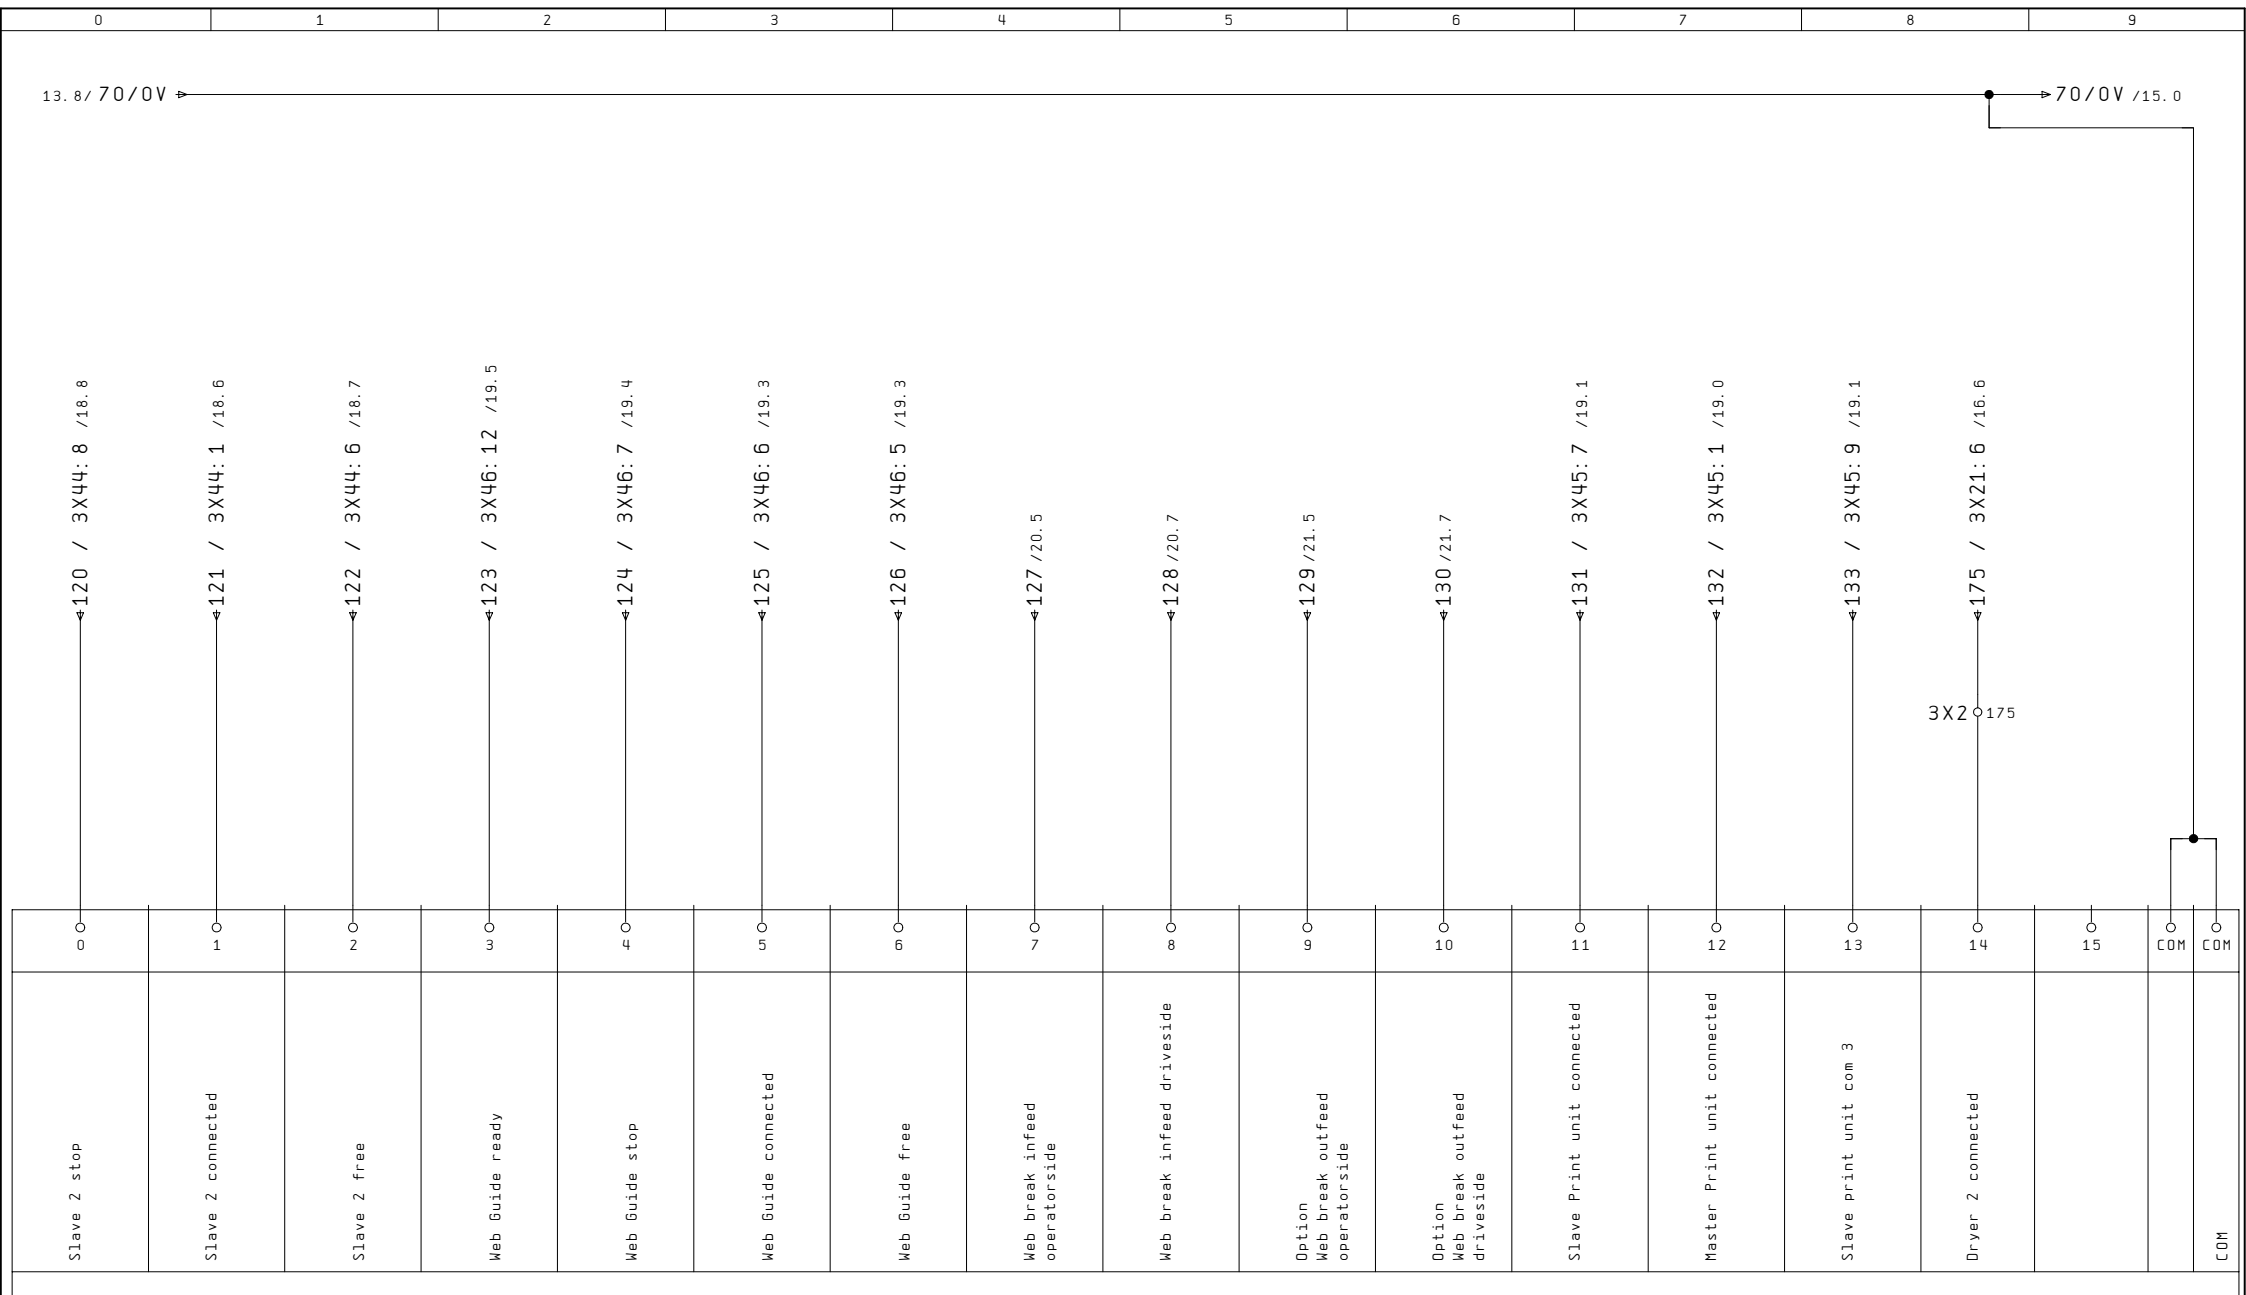 0 1 2 3 4 5 6 7 8 9
13.8/ 70/0V
70/0V /15.0
120 / 3X44:8 /18.8
121 / 3X44:1 /18.6
122 / 3X44:6 /18.7
123 / 3X46:12 /19.5
124 / 3X46:7 /19.4
125 / 3X46:6 /19.3
126 / 3X46:5 /19.3
127 /20.5
128 /20.7
129 /21.5
130 /21.7
131 / 3X45:7 /19.1
132 / 3X45:1 /19.0
133 / 3X45:9 /19.1
175 / 3X21:6 /16.6
3X2 175
0 1 2 3 4 5 6 7 8 9 10 11 12 13 14 15 COM COM
Slave 2 stop
Slave 2 connected
Slave 2 free
Web Guide ready
Web Guide stop
Web Guide connected
Web Guide free
Web break infeed
operatorside
Web break infeed driveside
Option
Web break outfeed
operatorside
Option
Web break outfeed
driveside
Slave Print unit connected
Master Print unit connected
Slave print unit com 3
Dryer 2 connected
COM